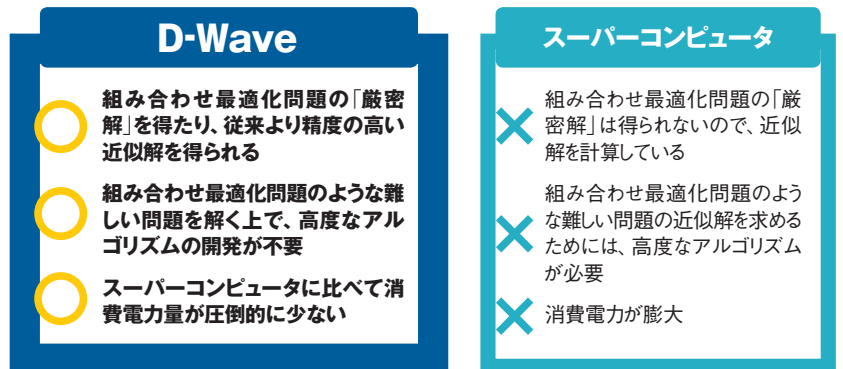 D-Wave
組み合わせ最適化問題の「厳密
解」を得たり、従来より精度の高い
近似解を得られる
組み合わせ最適化問題のような難
しい問題を解く上で、高度なアル
ゴリズムの開発が不要
スーパーコンピュータに比べて消
費電力量が圧倒的に少ない
スーパーコンピュータ
組み合わせ最適化問題の「厳
密解」は得られないので、近似
解を計算している
組み合わせ最適化問題のよう
な難しい問題の近似解を求める
ためには、高度なアルゴリズム
が必要
消費電力が膨大